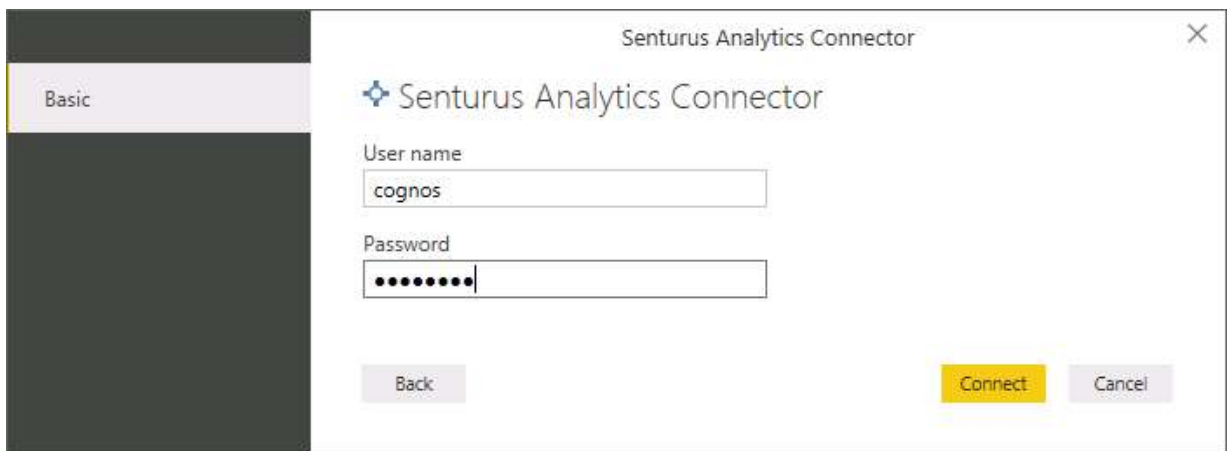 Senturus Analytics Connector
Basic
Senturus Analytics Connector
User name
cognos
Password
••••••••
Back
Connect
Cancel